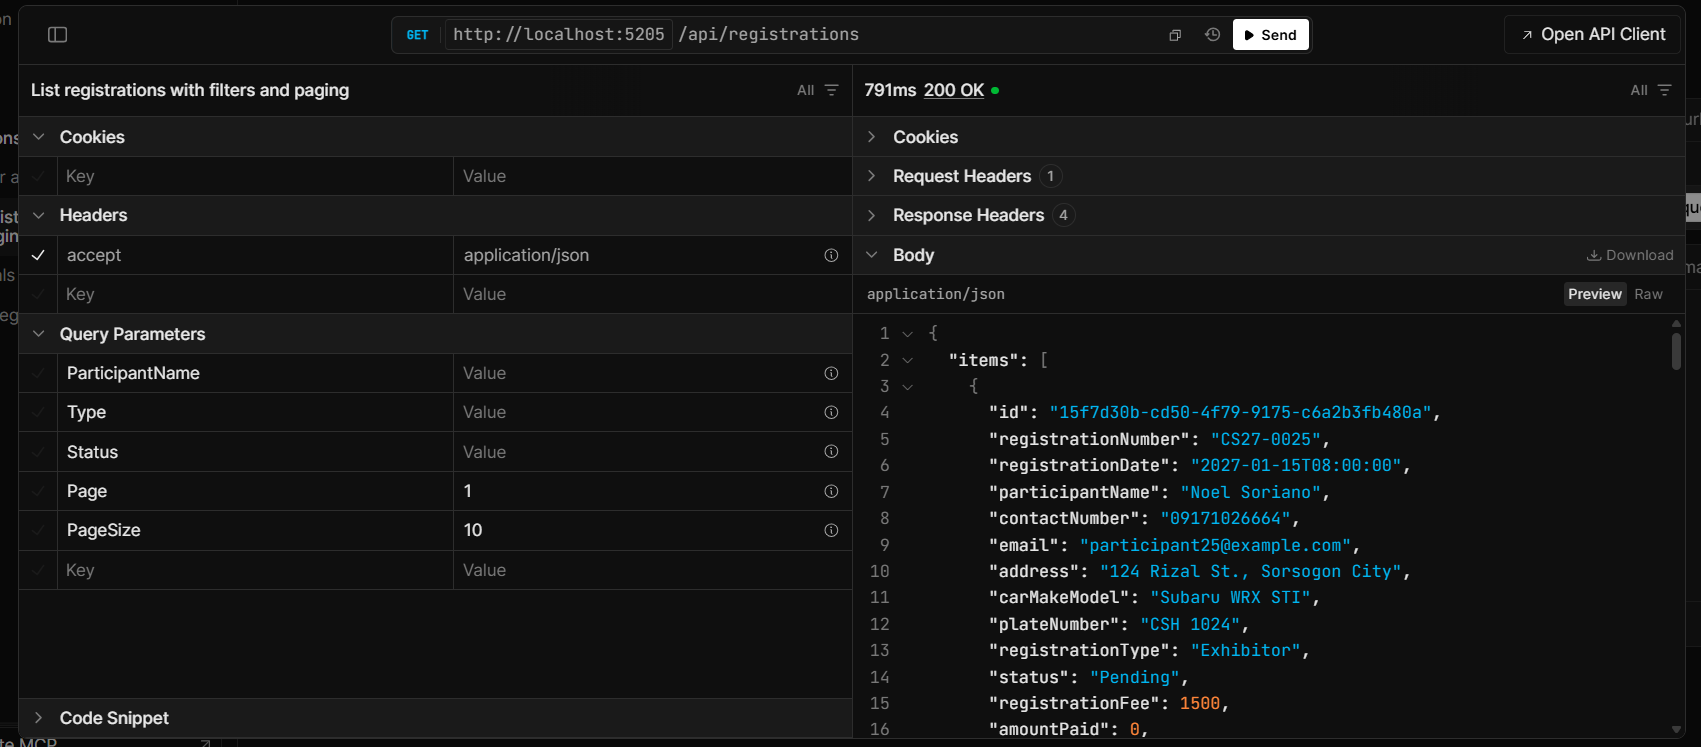 GET http://localhost:5205 /api/registrations Send Open API Client
List registrations with filters and paging All
791ms 200 OK All
Cookies
Key Value
Headers
accept application/json
Key Value
Query Parameters
ParticipantName Value
Type Value
Status Value
Page 1
PageSize 10
Key Value
Code Snippet
Cookies
Request Headers 1
Response Headers 4
Body Download
application/json Preview Raw
1 {
2 "items": [
3 {
4 "id": "15f7d30b-cd50-4f79-9175-c6a2b3fb480a",
5 "registrationNumber": "CS27-0025",
6 "registrationDate": "2027-01-15T08:00:00",
7 "participantName": "Noel Soriano",
8 "contactNumber": "09171026664",
9 "email": "participant25@example.com",
10 "address": "124 Rizal St., Sorsogon City",
11 "carMakeModel": "Subaru WRX STI",
12 "plateNumber": "CSH 1024",
13 "registrationType": "Exhibitor",
14 "status": "Pending",
15 "registrationFee": 1500,
16 "amountPaid": 0,